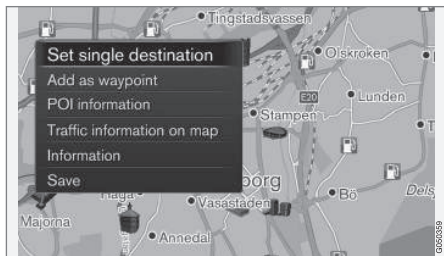 Tingstadsvassen
Set single destination
Olskroken
Add as waypoint
POI information
E20
Lunden
Stampen
Traffic information on map
Information
Save
borg
Bö
Dels
Vasastaden
Majorna
Annedal
G050359